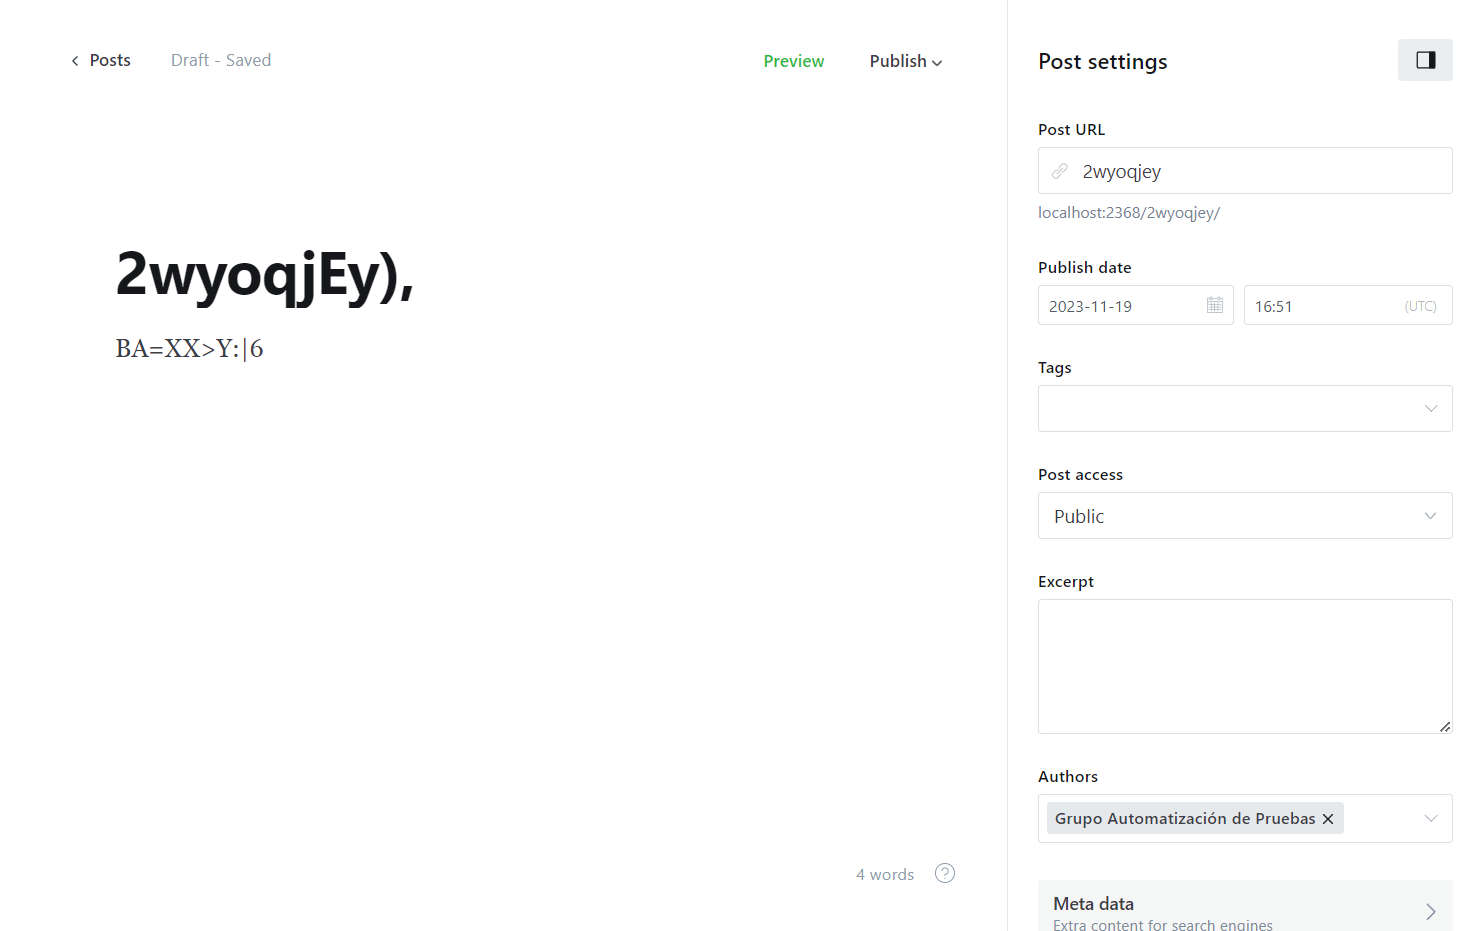 Posts
Draft - Saved
Preview
Publish
2wyoqjEy),
BA=XX>Y:|6
4 words
?
Post settings
Post URL
2wyoqjey
localhost:2368/2wyoqjey/
Publish date
2023-11-19
16:51
(UTC)
Tags
Post access
Public
Excerpt
Authors
Grupo Automatización de Pruebas
Meta data
Extra content for search engines